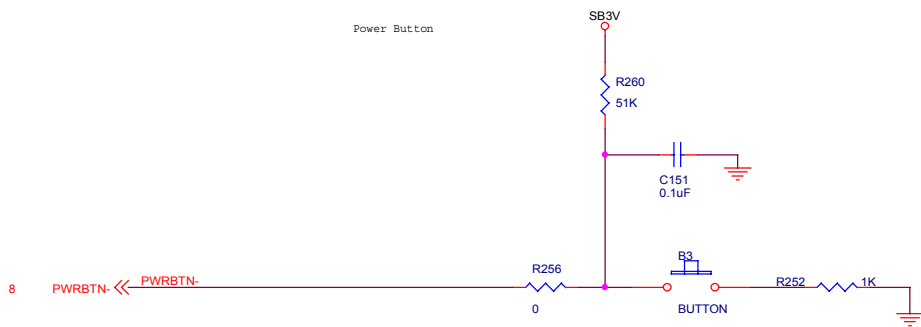 SB3V
Power Button
R260
51K
C151
0.1uF
B3
R256
R252
1K
8
PWRBTN-
PWRBTN-
0
BUTTON